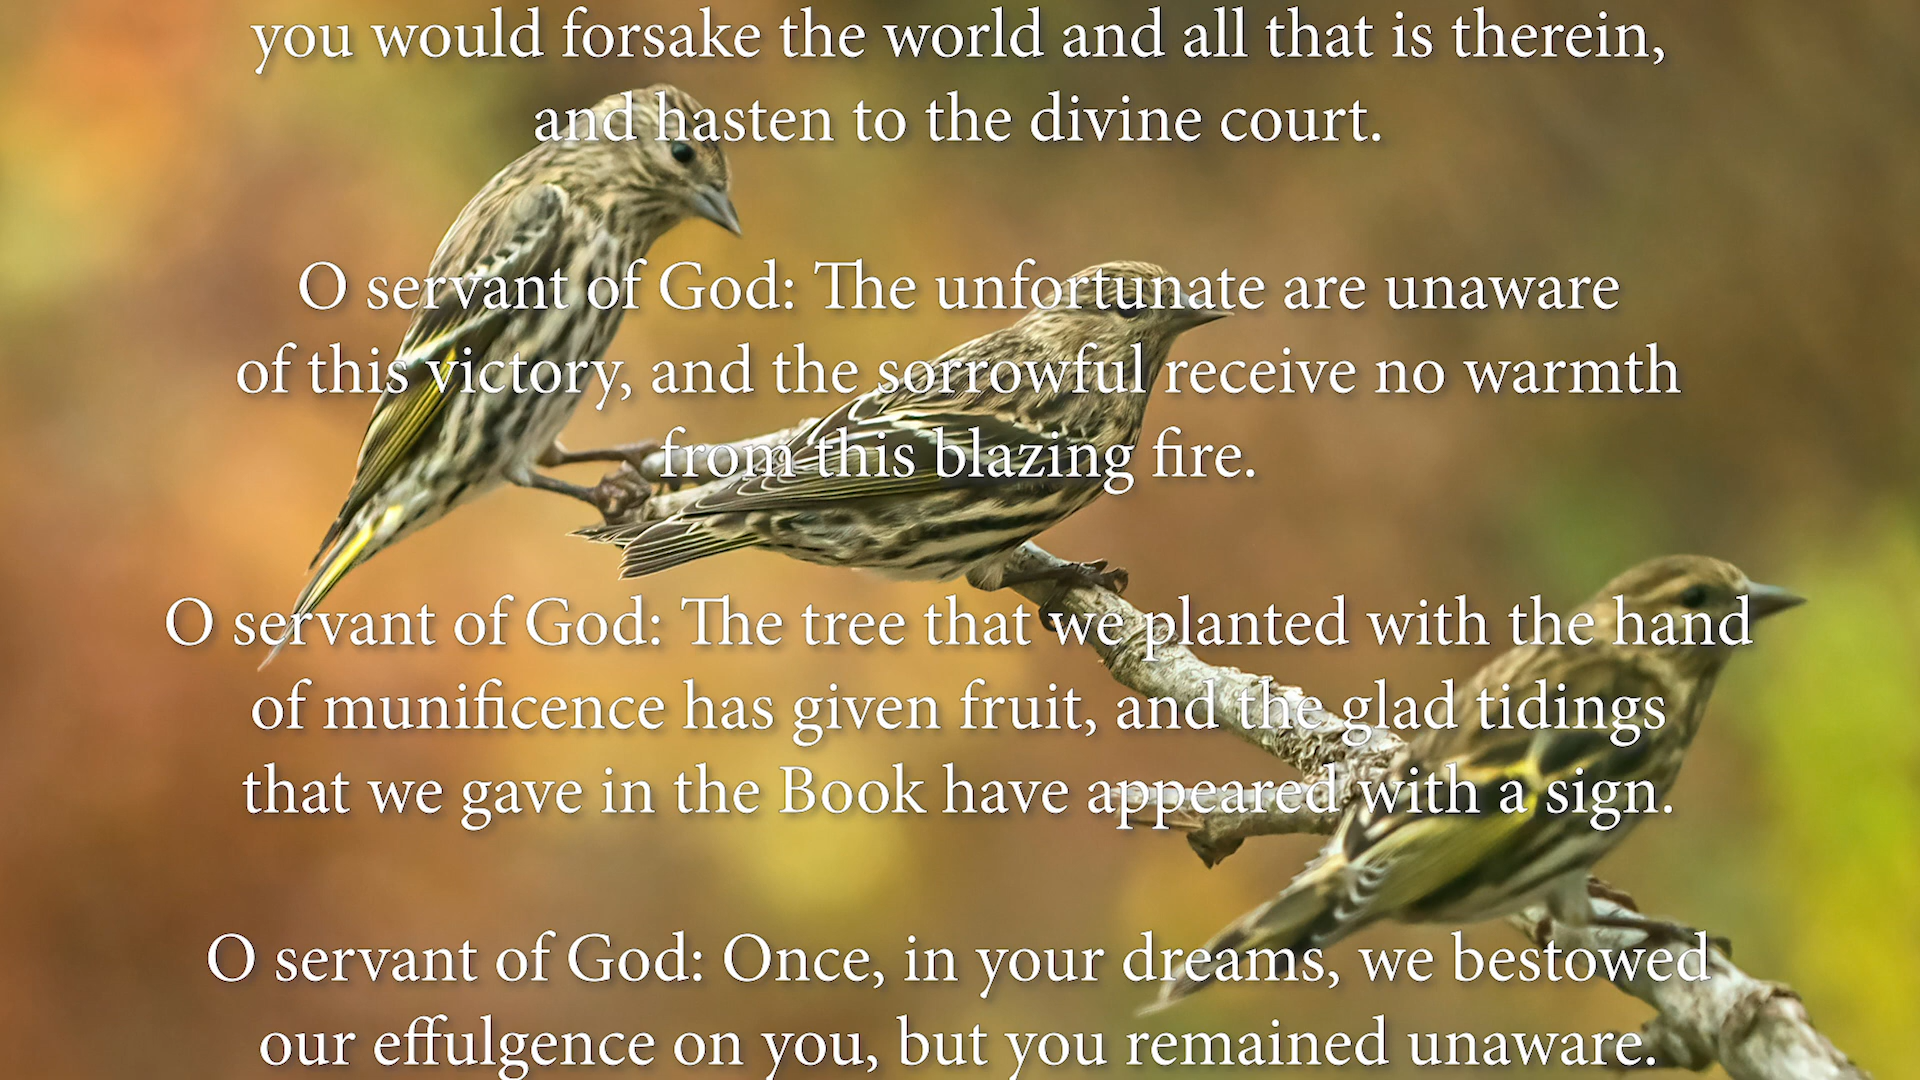 you would forsake the world and all that is therein,
and hasten to the divine court.
O servant of God: The unfortunate are unaware
of this victory, and the sorrowful receive no warmth
from this blazing fire.
O servant of God: The tree that we planted with the hand
of munificence has given fruit, and the glad tidings
that we gave in the Book have appeared with a sign.
O servant of God: Once, in your dreams, we bestowed
our effulgence on you, but you remained unaware.